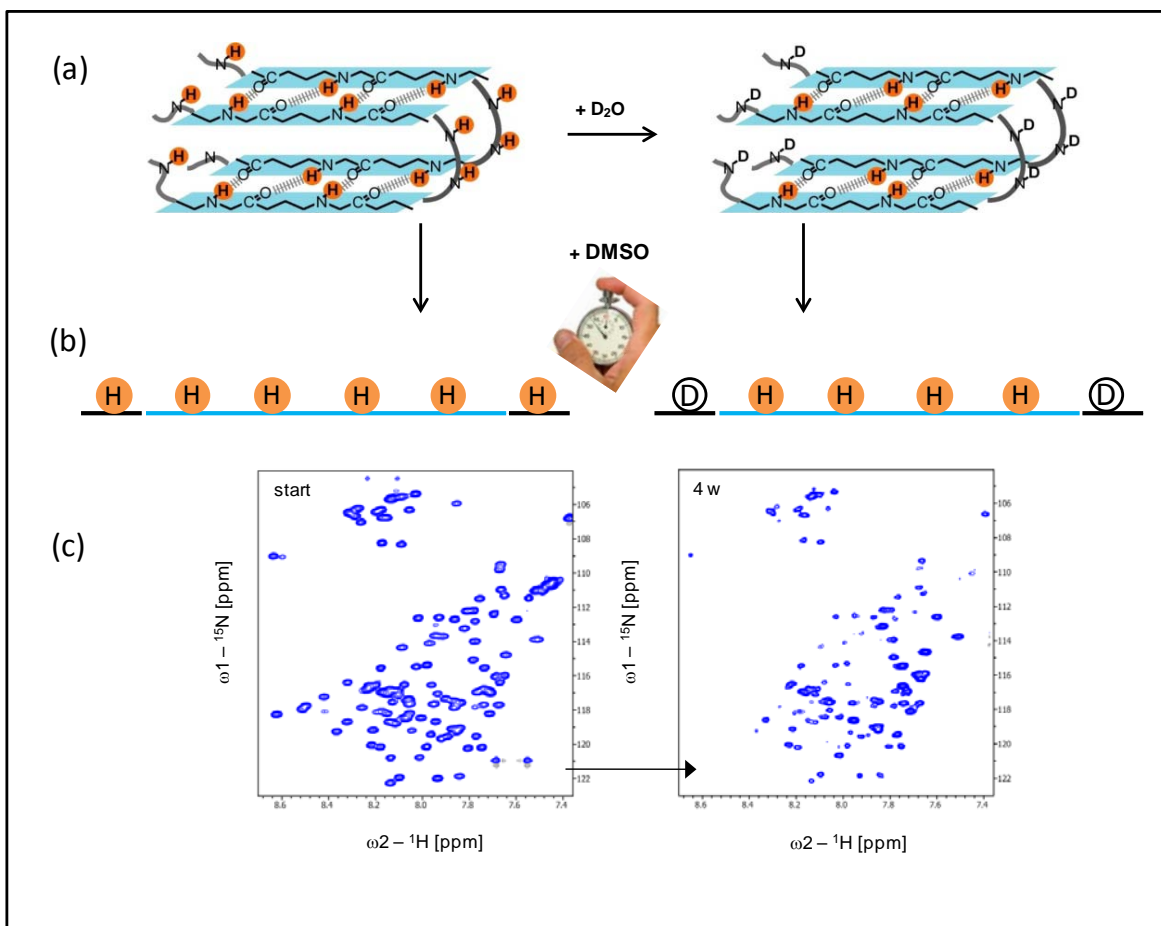 (a)
H
N
C N C N
H O H O H
H N
N H
N C N C
O O
N H
H
N
N
H
N H
C N C N
O H O H
H H
N C N C
O O
+ D₂O
D
N
C N C N
O H O H
D N
H H
N D
N C N C
O O
N D
D
N
N
D
N D
C N C N
O H O H
H H
N C N C
O O
+ DMSO
(b)
H H H H H H
D H H H H D
(c)
start
106
108
110
112
114
116
118
120
122
ω1 – ¹⁵N [ppm]
8.6 8.4 8.2 8.0 7.8 7.6 7.4
ω2 – ¹H [ppm]
4 w
106
108
110
112
114
116
118
120
122
ω1 – ¹⁵N [ppm]
8.6 8.4 8.2 8.0 7.8 7.6 7.4
ω2 – ¹H [ppm]